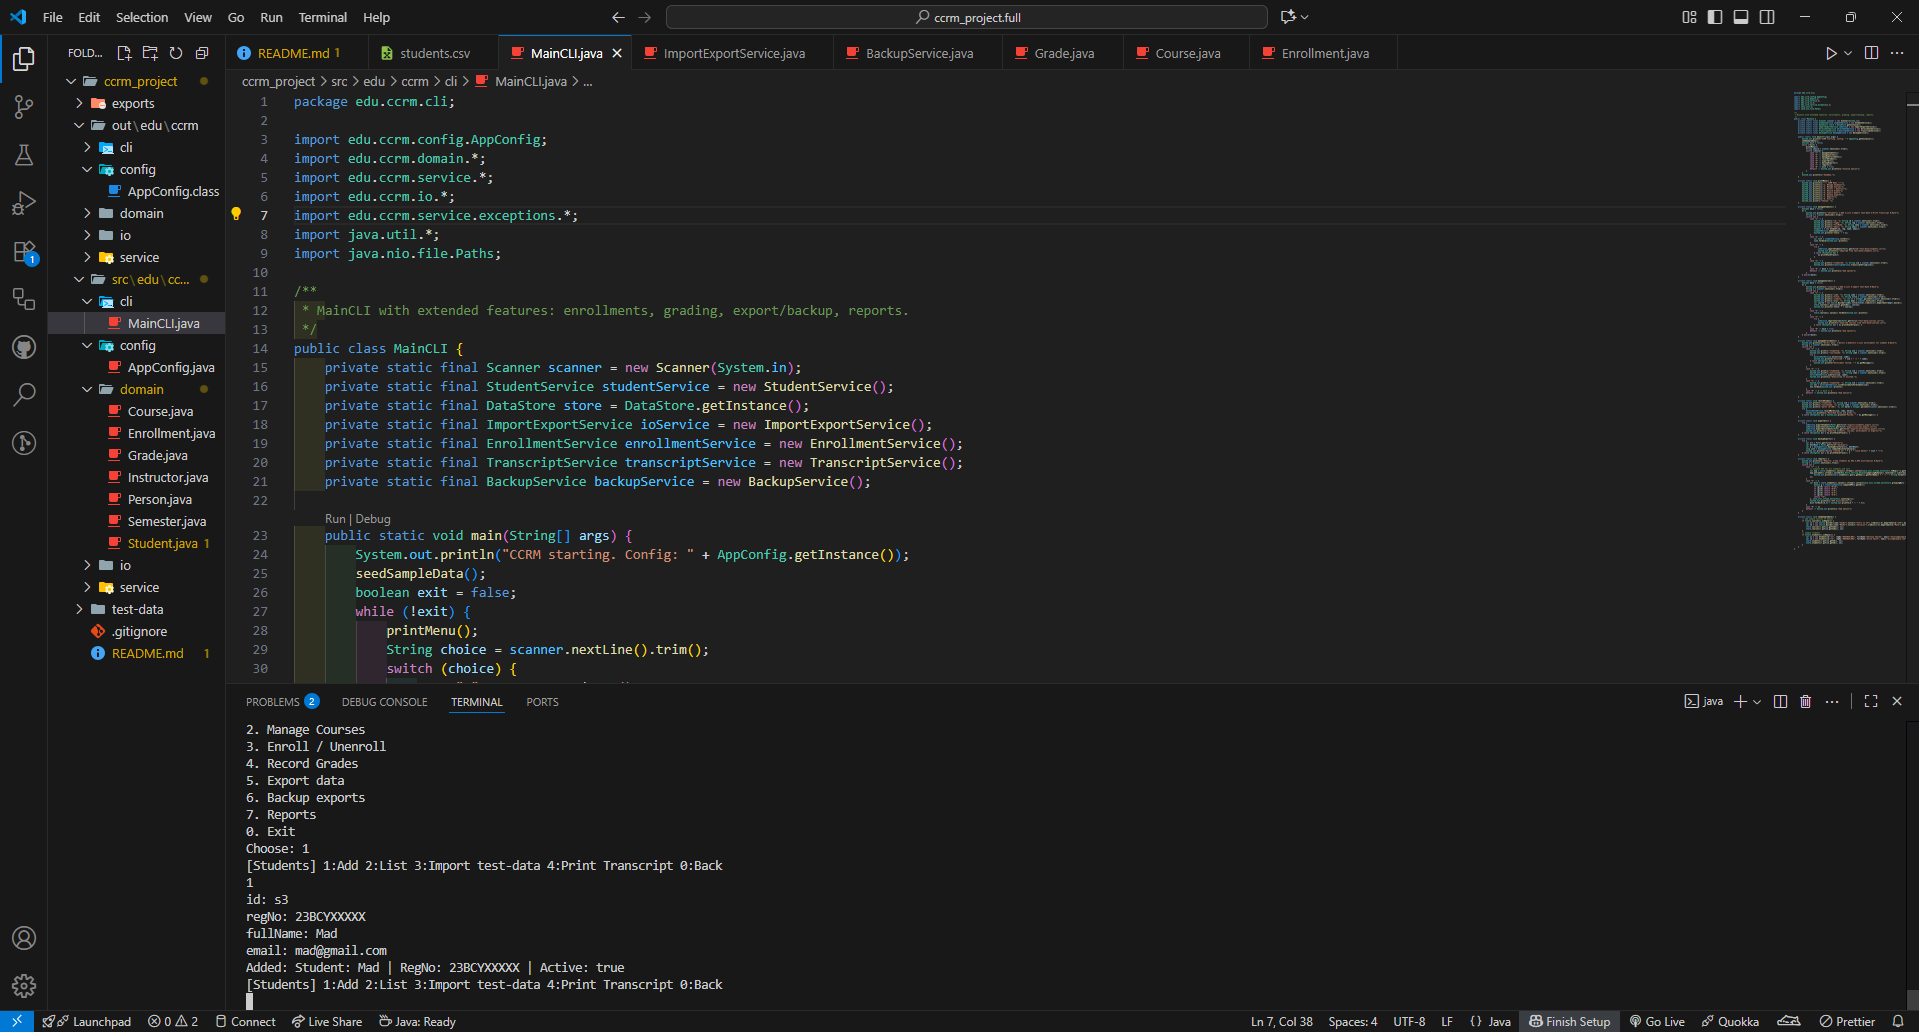 File Edit Selection View Go Run Terminal Help
ccrm_project.full
FOLD...
ccrm_project
exports
out\edu\ccrm
cli
config
AppConfig.class
domain
io
service
src\edu\cc...
cli
MainCLI.java
config
AppConfig.java
domain
Course.java
Enrollment.java
Grade.java
Instructor.java
Person.java
Semester.java
Student.java 1
io
service
test-data
.gitignore
README.md 1
1
README.md 1 students.csv MainCLI.java ImportExportService.java BackupService.java Grade.java Course.java Enrollment.java
ccrm_project > src > edu > ccrm > cli > MainCLI.java > ...
1 package edu.ccrm.cli;
2
3 import edu.ccrm.config.AppConfig;
4 import edu.ccrm.domain.*;
5 import edu.ccrm.service.*;
6 import edu.ccrm.io.*;
7 import edu.ccrm.service.exceptions.*;
8 import java.util.*;
9 import java.nio.file.Paths;
10
11 /**
12 * MainCLI with extended features: enrollments, grading, export/backup, reports.
13 */
14 public class MainCLI {
15 private static final Scanner scanner = new Scanner(System.in);
16 private static final StudentService studentService = new StudentService();
17 private static final DataStore store = DataStore.getInstance();
18 private static final ImportExportService ioService = new ImportExportService();
19 private static final EnrollmentService enrollmentService = new EnrollmentService();
20 private static final TranscriptService transcriptService = new TranscriptService();
21 private static final BackupService backupService = new BackupService();
22
Run | Debug
23 public static void main(String[] args) {
24 System.out.println("CCRM starting. Config: " + AppConfig.getInstance());
25 seedSampleData();
26 boolean exit = false;
27 while (!exit) {
28 printMenu();
29 String choice = scanner.nextLine().trim();
30 switch (choice) {
PROBLEMS 2 DEBUG CONSOLE TERMINAL PORTS
java
2. Manage Courses
3. Enroll / Unenroll
4. Record Grades
5. Export data
6. Backup exports
7. Reports
0. Exit
Choose: 1
[Students] 1:Add 2:List 3:Import test-data 4:Print Transcript 0:Back
1
id: s3
regNo: 23BCYXXXXX
fullName: Mad
email: mad@gmail.com
Added: Student: Mad | RegNo: 23BCYXXXXX | Active: true
[Students] 1:Add 2:List 3:Import test-data 4:Print Transcript 0:Back
Launchpad 0 2 Connect Live Share Java: Ready Ln 7, Col 38 Spaces: 4 UTF-8 LF {} Java Finish Setup Go Live Quokka Prettier